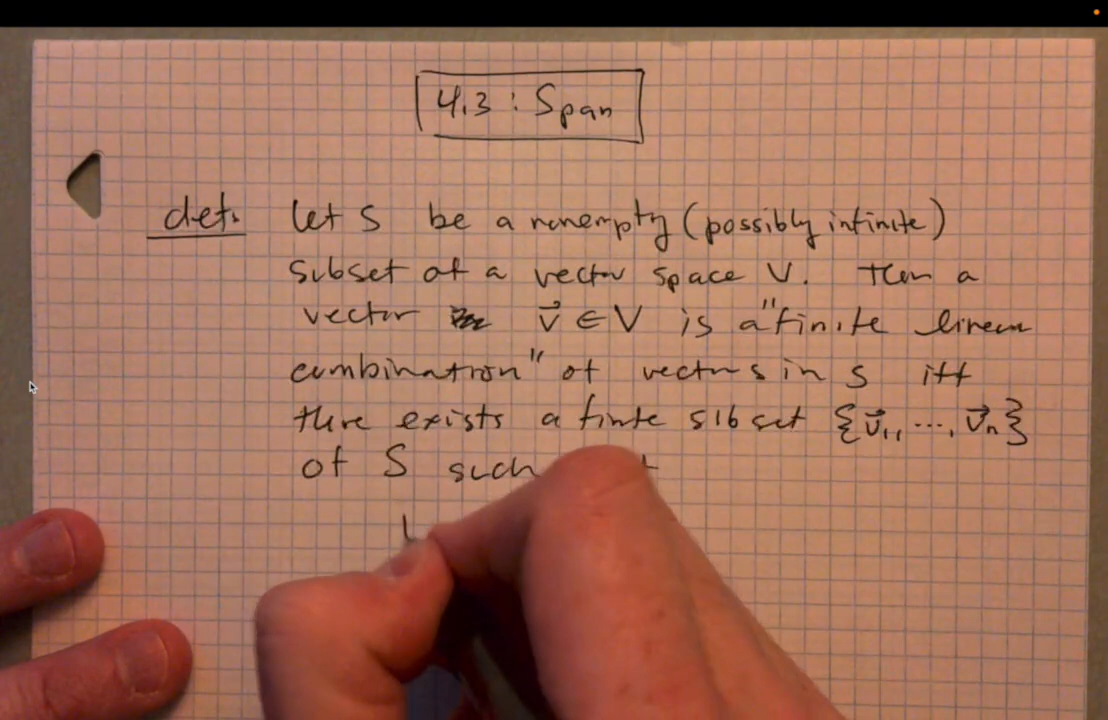 4.3 : Span
def. Let S be a nonempty (possibly infinite)
subset of a vector space V. Then a
vector v⃗ ∈ V is a "finite linear
combination" of vectors in S iff
there exists a finite subset {v⃗₁, ..., v⃗ₙ}
of S such